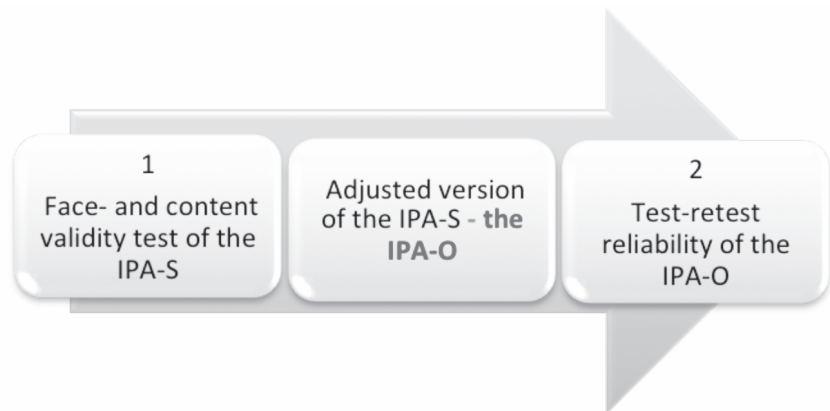 1
Face- and content
validity test of the
IPA-S
Adjusted version
of the IPA-S - the
IPA-O
2
Test-retest
reliability of the
IPA-O